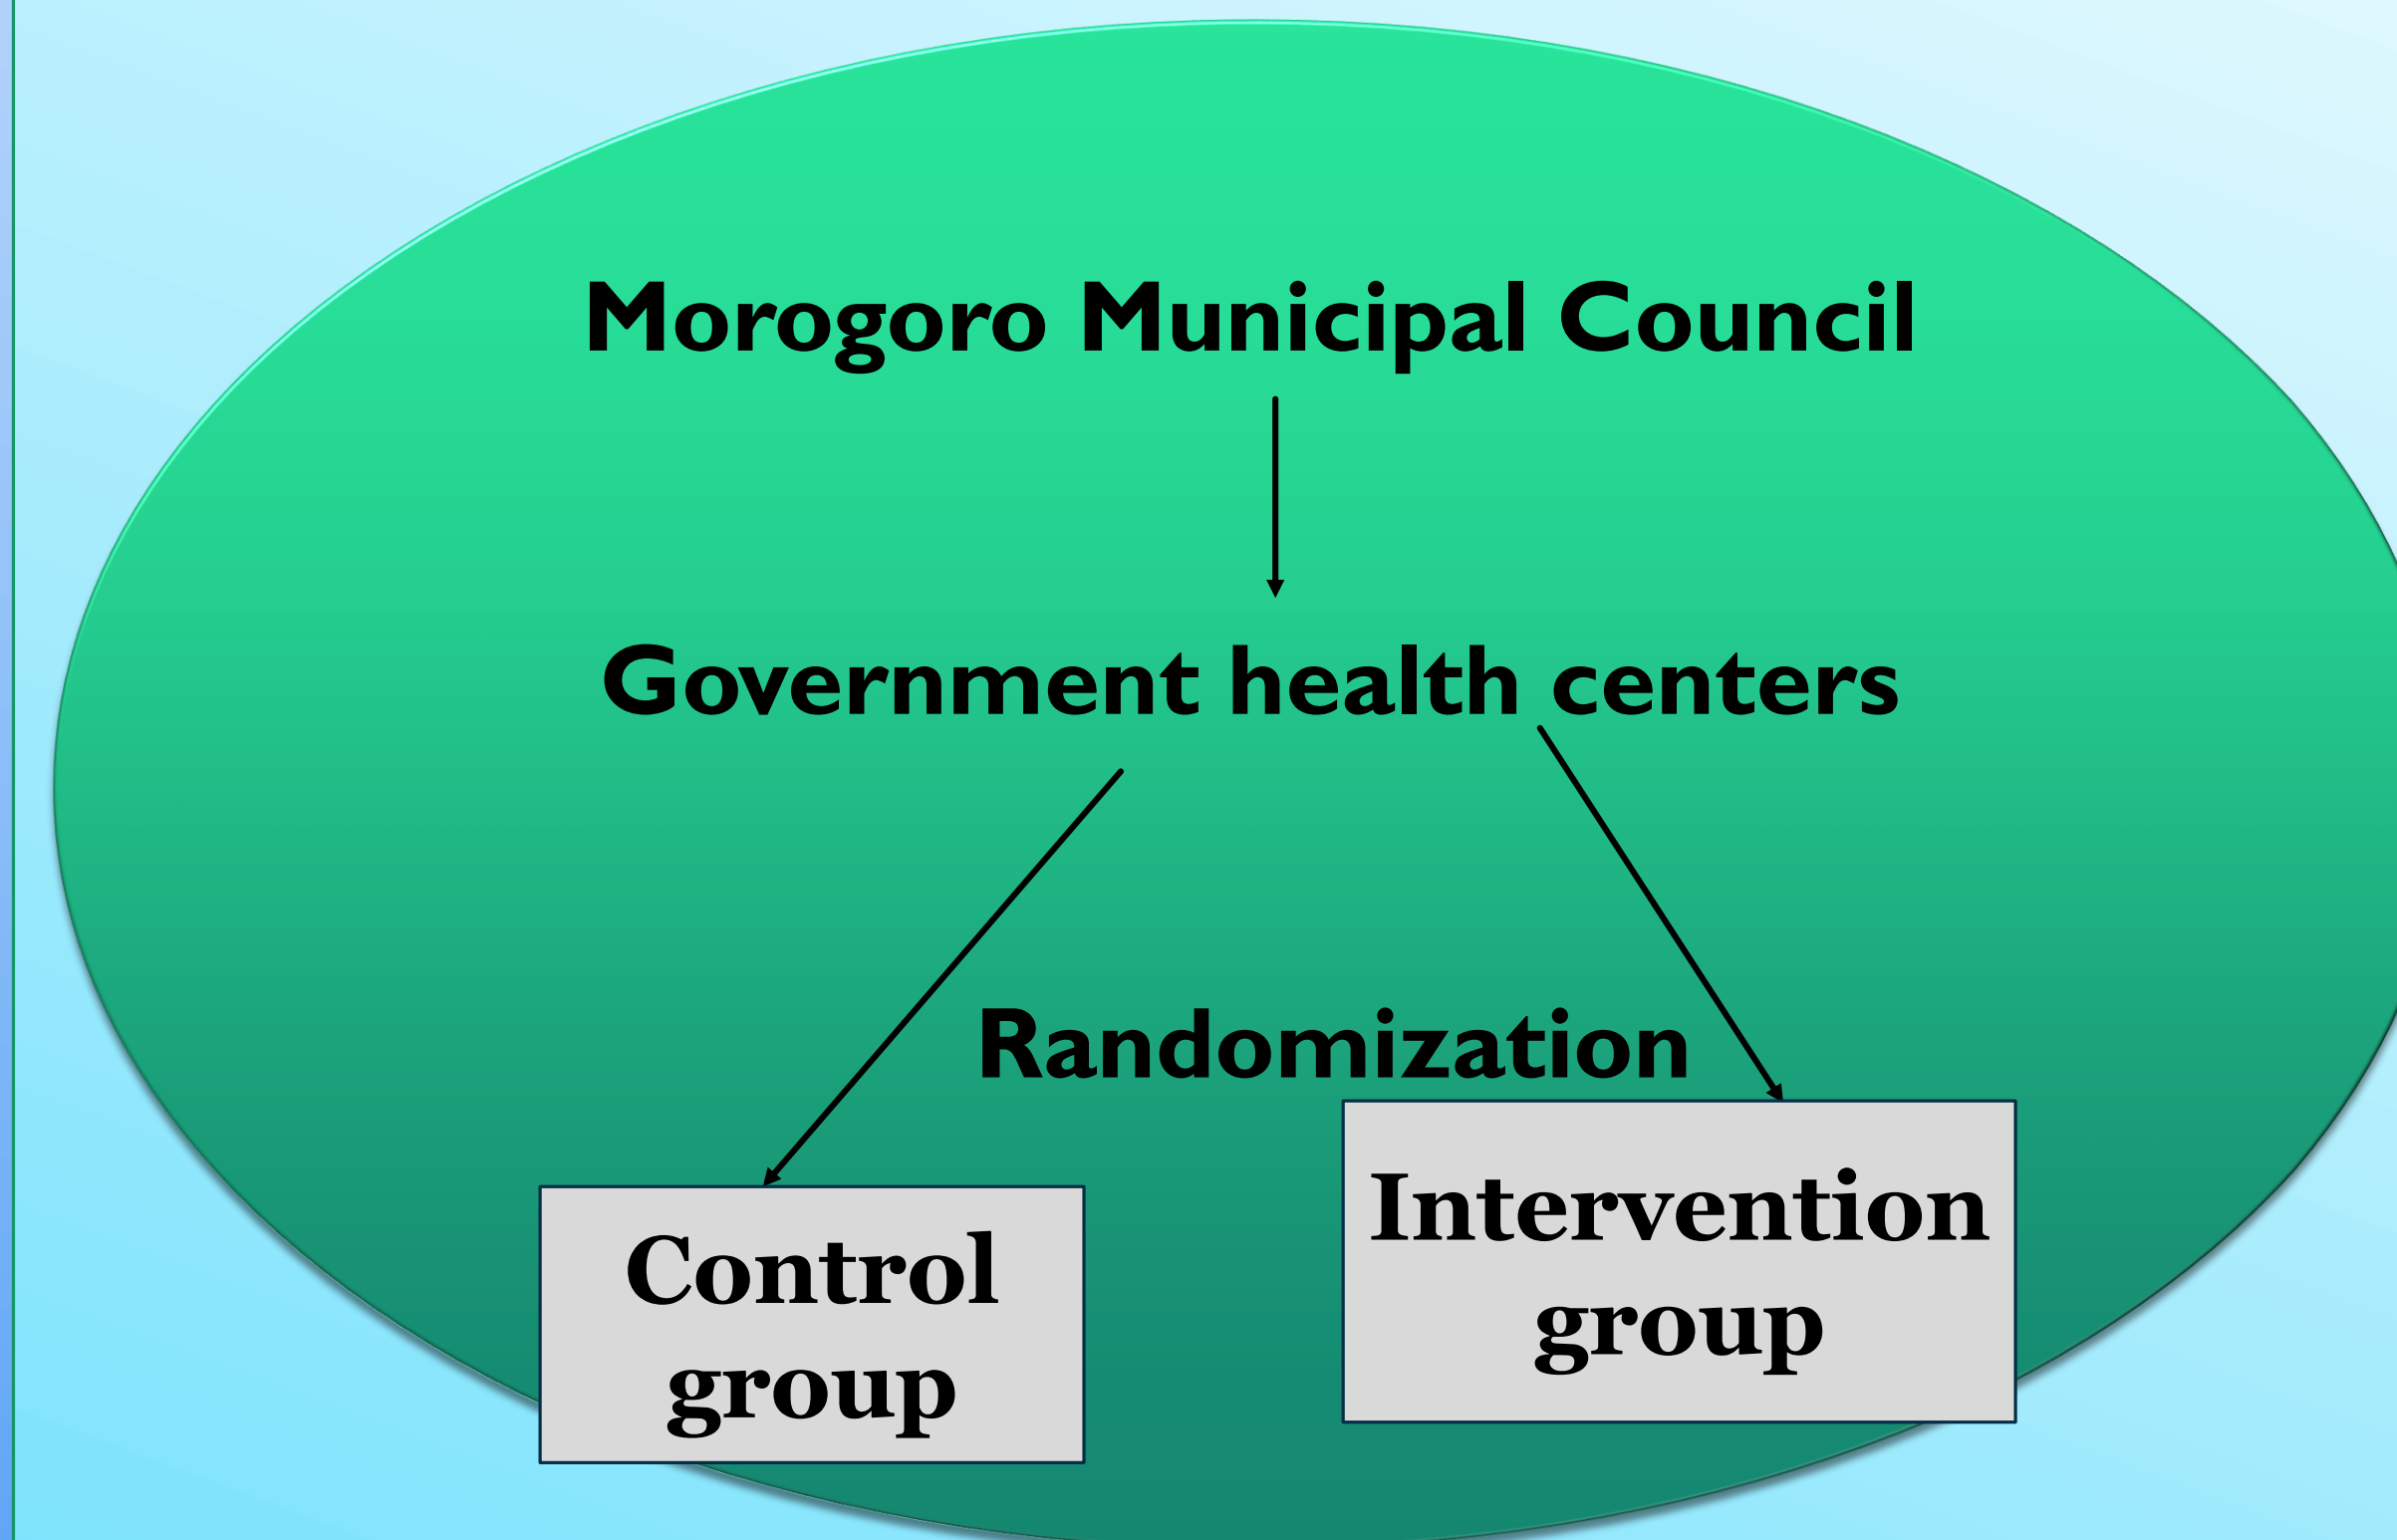 Morogoro Municipal Council
Government health centers
Randomization
Control
group
Intervention
group